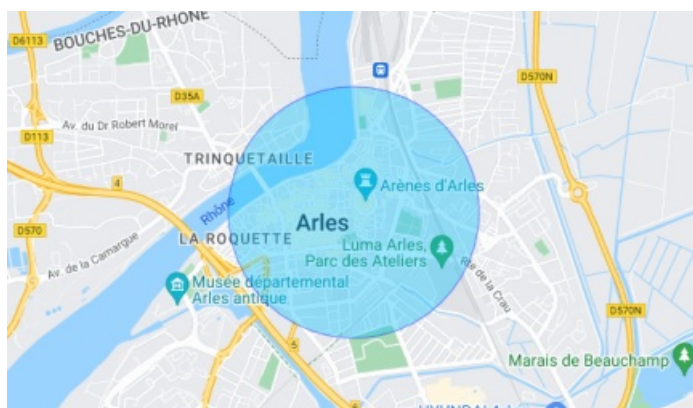 BOUCHES-DU-RHÔNE
D6113
D570N
D35A
Av. du Dr Robert Morel
D113
TRINQUETAILLE
4
Arènes d'Arles
Rhône
Arles
D570
LA ROQUETTE
Luma Arles,
Parc des Ateliers
Av. de la Camargue
Rte de la Crau
Musée départemental
Arles antique
D570N
5
Marais de Beauchamp